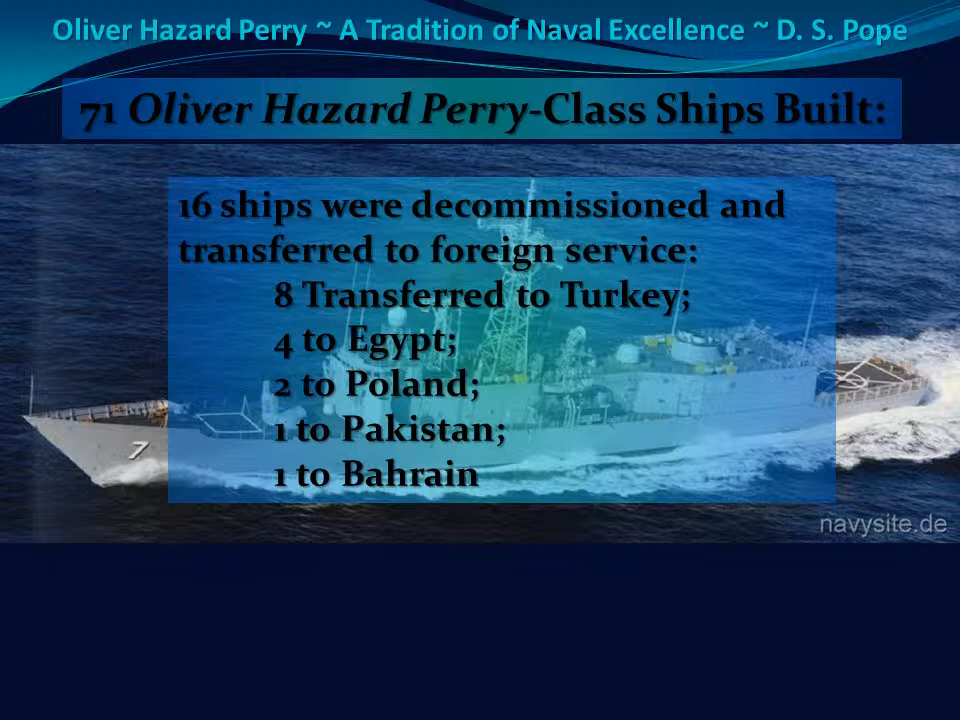 Oliver Hazard Perry ~ A Tradition of Naval Excellence ~ D. S. Pope
71 Oliver Hazard Perry-Class Ships Built:
16 ships were decommissioned and
transferred to foreign service:
8 Transferred to Turkey;
4 to Egypt;
2 to Poland;
1 to Pakistan;
1 to Bahrain
7
navysite.de